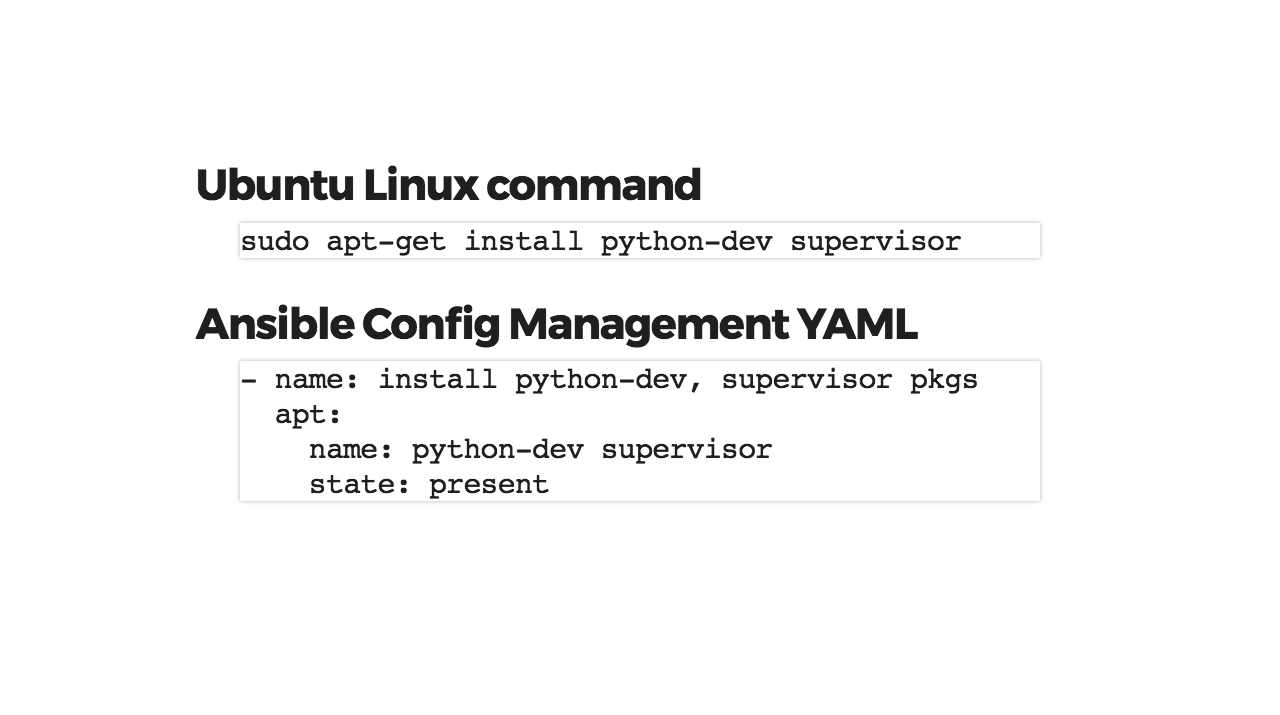 Ubuntu Linux command
sudo apt-get install python-dev supervisor
Ansible Config Management YAML
- name: install python-dev, supervisor pkgs
  apt:
    name: python-dev supervisor
    state: present